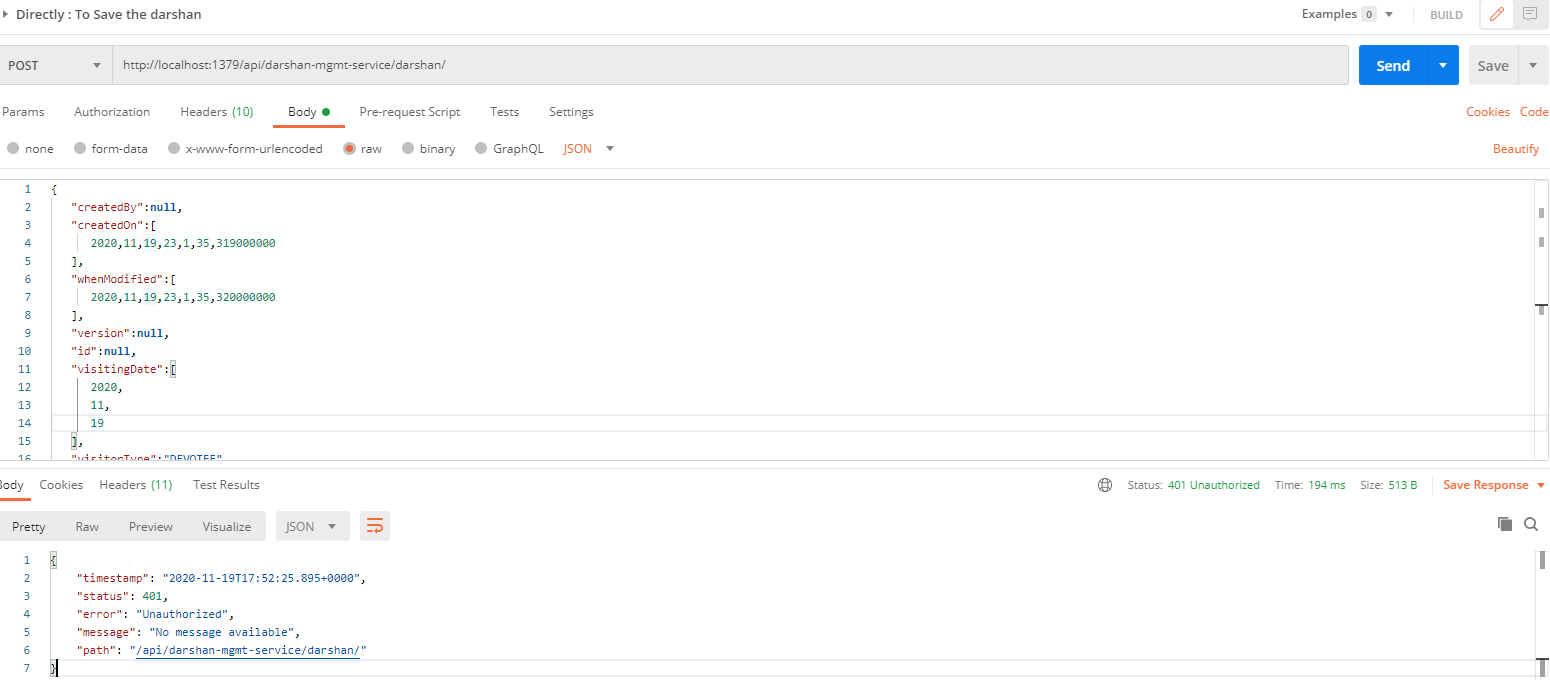 Directly : To Save the darshan Examples 0 BUILD
POST http://localhost:1379/api/darshan-mgmt-service/darshan/ Send Save
Params Authorization Headers (10) Body Pre-request Script Tests Settings Cookies Code
none form-data x-www-form-urlencoded raw binary GraphQL JSON Beautify
1 {
2 "createdBy":null,
3 "createdOn":[
4 2020,11,19,23,1,35,319000000
5 ],
6 "whenModified":[
7 2020,11,19,23,1,35,320000000
8 ],
9 "version":null,
10 "id":null,
11 "visitingDate":[
12 2020,
13 11,
14 19
15 ],
16 "visitorType":"DEVOTEE"
Body Cookies Headers (11) Test Results Status: 401 Unauthorized Time: 194 ms Size: 513 B Save Response
Pretty Raw Preview Visualize JSON
1 {
2 "timestamp": "2020-11-19T17:52:25.895+0000",
3 "status": 401,
4 "error": "Unauthorized",
5 "message": "No message available",
6 "path": "/api/darshan-mgmt-service/darshan/"
7 }